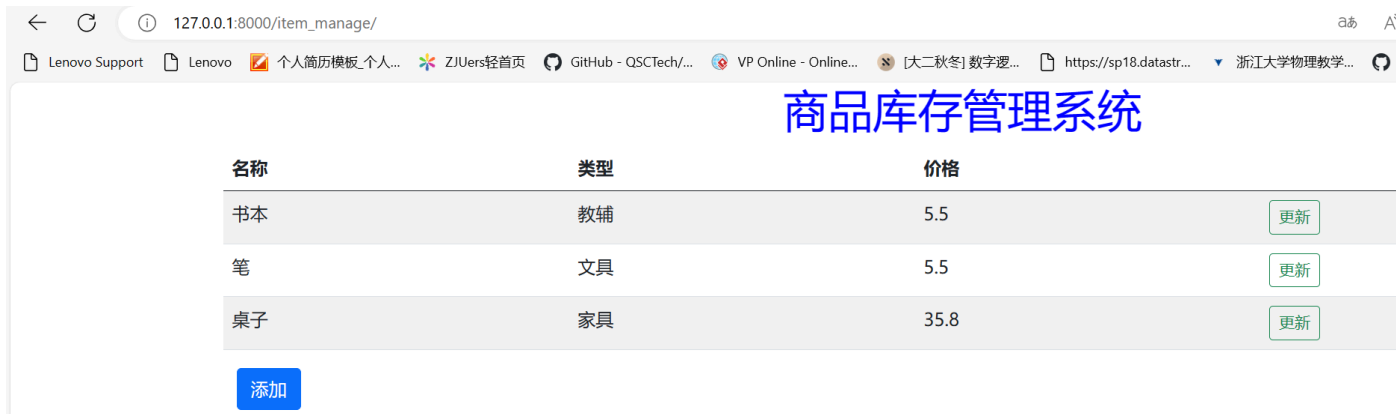 127.0.0.1:8000/item_manage/
Lenovo Support Lenovo 个人简历模板_个人... ZJUers轻首页 GitHub - QSCTech/... VP Online - Online... [大二秋冬] 数字逻... https://sp18.datastr... 浙江大学物理教学...
商品库存管理系统
名称 类型 价格
书本 教辅 5.5 更新
笔 文具 5.5 更新
桌子 家具 35.8 更新
添加